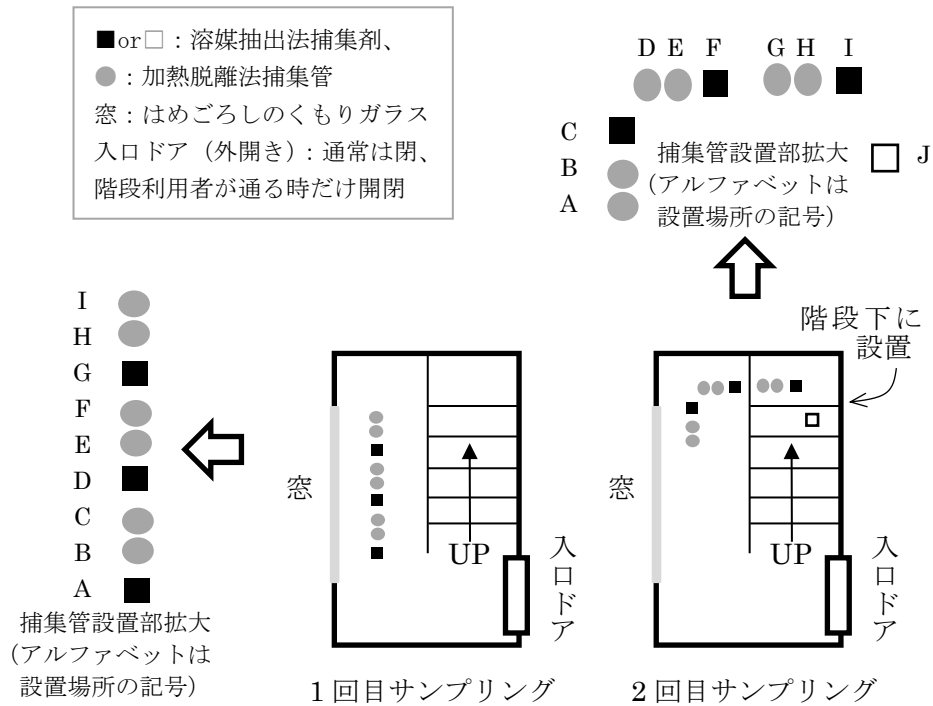 ■or□：溶媒抽出法捕集剤、
●：加熱脱離法捕集管
窓：はめごろしのくもりガラス
入口ドア（外開き）：通常は閉、
階段利用者が通る時だけ開閉
D E F G H I
C
B
A
捕集管設置部拡大
(アルファベットは
設置場所の記号)
J
階段下に
設置
I
H
G
F
E
D
C
B
A
捕集管設置部拡大
(アルファベットは
設置場所の記号)
窓
UP
入口ドア
1回目サンプリング
窓
UP
入口ドア
2回目サンプリング